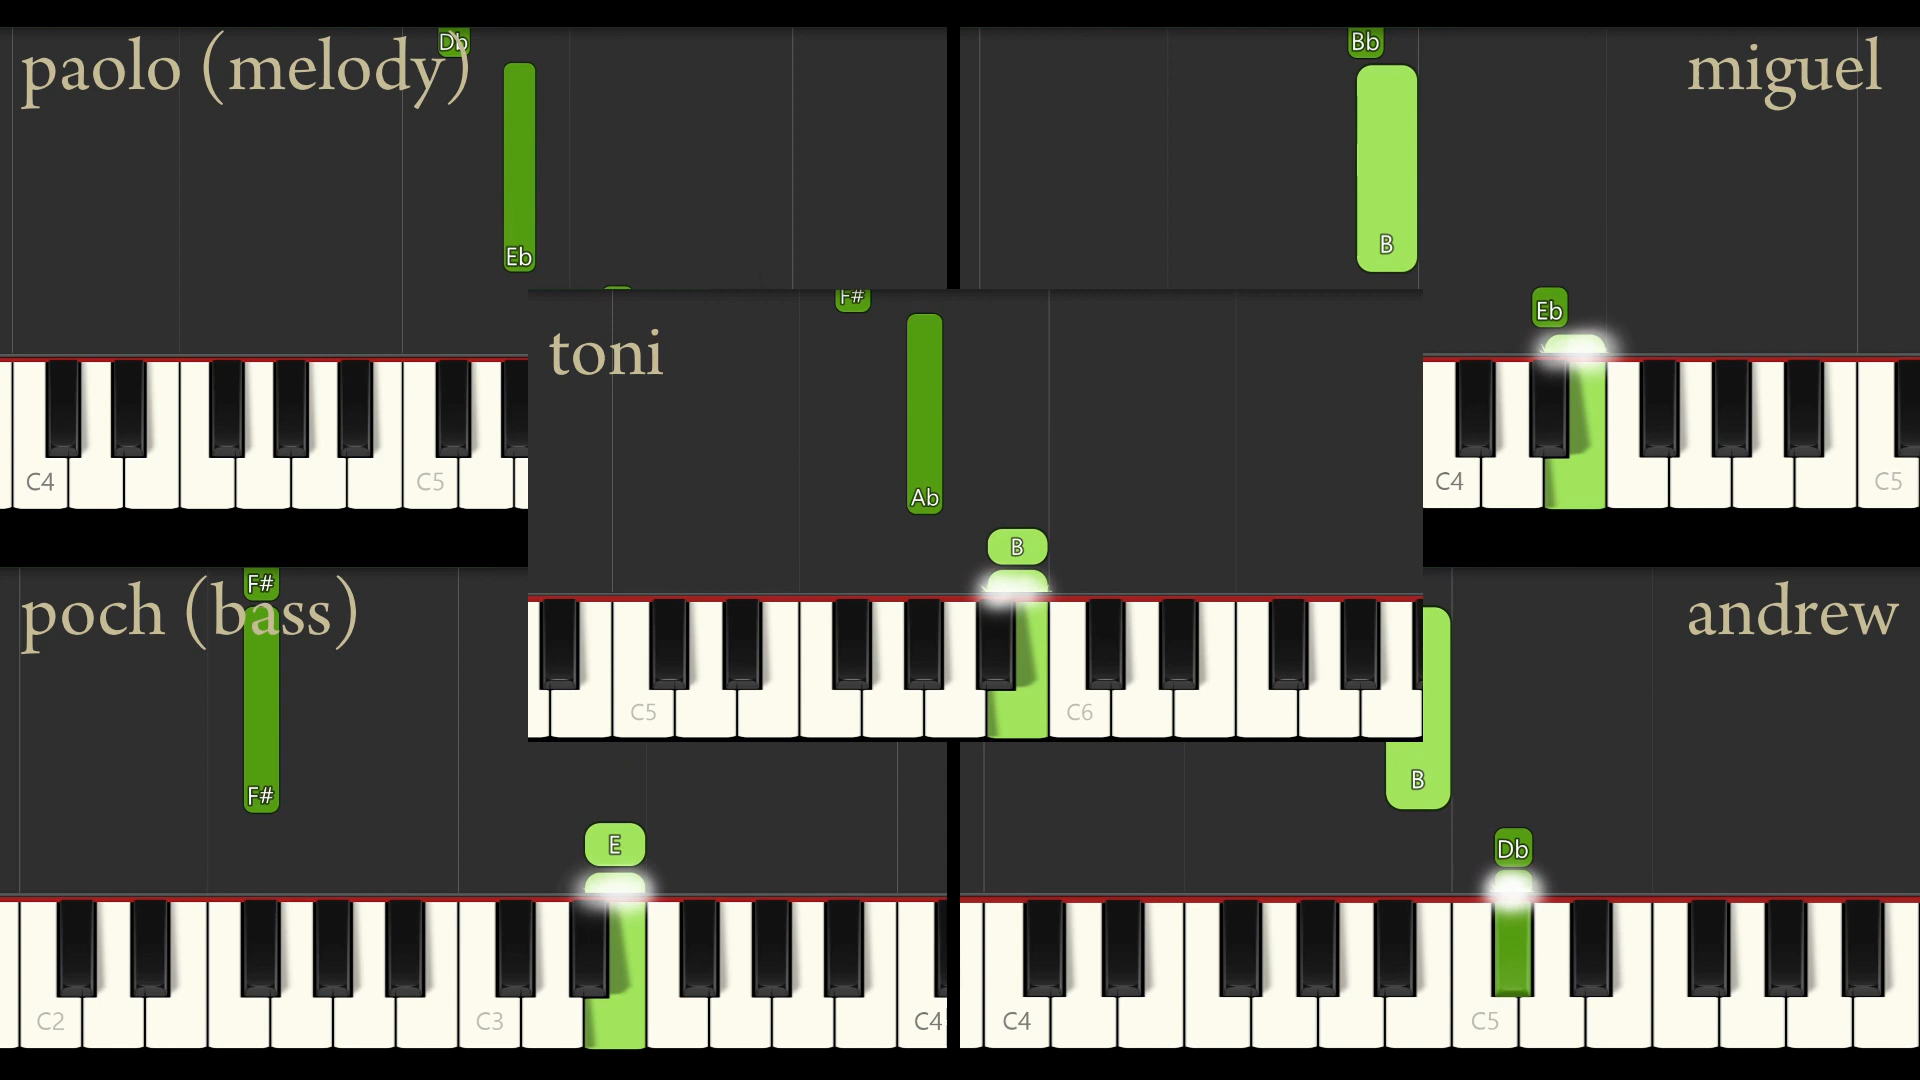 Db
paolo (melody)
Eb
C4
C5
Bb
miguel
B
Eb
C4
C5
F#
toni
Ab
B
C5
C6
F#
poch (bass)
F#
E
C2
C3
C4
andrew
B
Db
C4
C5